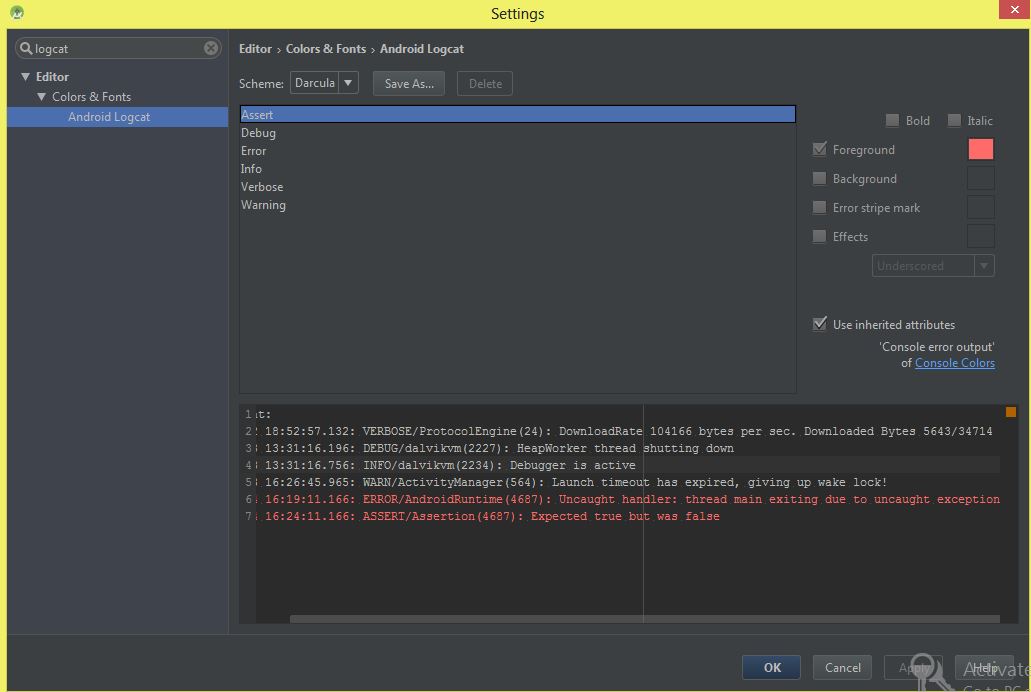 Settings
logcat
Editor
Colors & Fonts
Android Logcat
Editor › Colors & Fonts › Android Logcat
Scheme: Darcula Save As... Delete
Assert
Debug
Error
Info
Verbose
Warning
Bold Italic
Foreground
Background
Error stripe mark
Effects
Underscored
Use inherited attributes
'Console error output'
of Console Colors
1 t:
2 18:52:57.132: VERBOSE/ProtocolEngine(24): DownloadRate 104166 bytes per sec. Downloaded Bytes 5643/34714
3 13:31:16.196: DEBUG/dalvikvm(2227): HeapWorker thread shutting down
4 13:31:16.756: INFO/dalvikvm(2234): Debugger is active
5 16:26:45.965: WARN/ActivityManager(564): Launch timeout has expired, giving up wake lock!
6 16:19:11.166: ERROR/AndroidRuntime(4687): Uncaught handler: thread main exiting due to uncaught exception
7 16:24:11.166: ASSERT/Assertion(4687): Expected true but was false
OK Cancel Apply Help
Activate
Go to PC